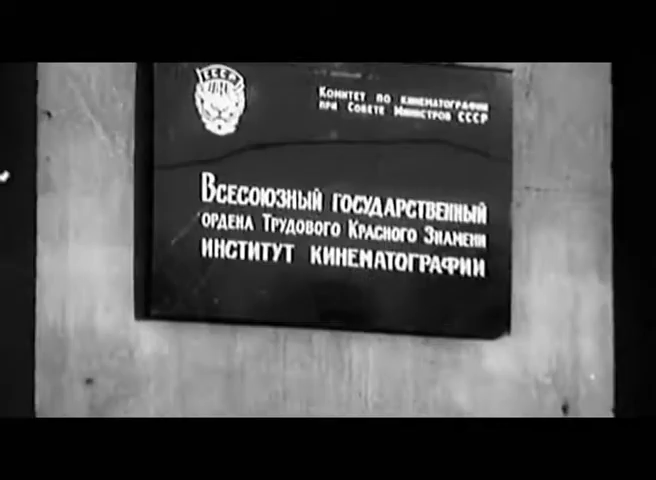 СССР
Комитет по кинематографии
при Совете Министров СССР
Всесоюзный государственный
ордена Трудового Красного Знамени
институт кинематографии